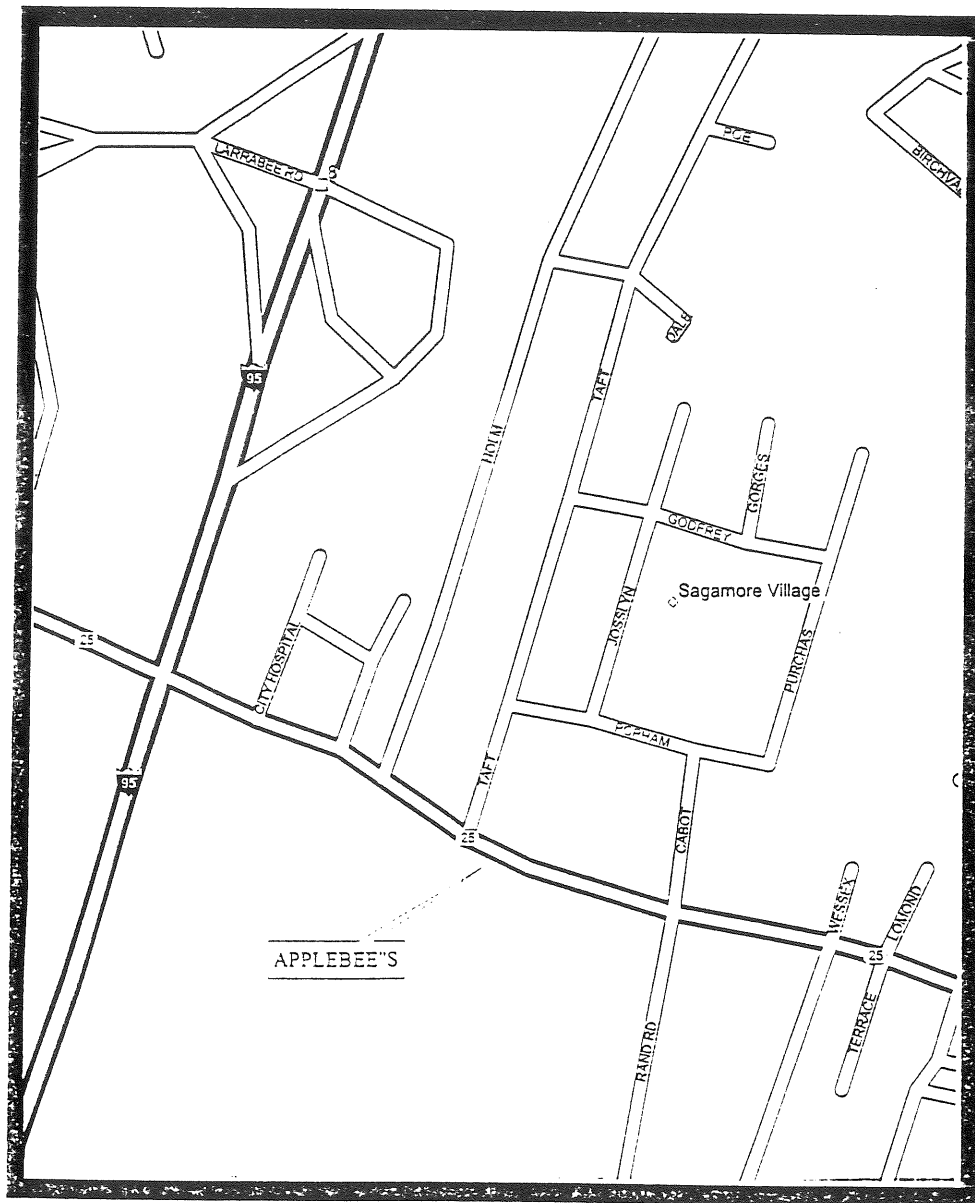 POE
BIRCHVA
LARRABEE RD
8
DALE
95
TAFT
HOLM
GORGES
GODFREY
Sagamore Village
JOSSLYN
PURCHAS
25
CITY HOSPITAL
POPHAM
95
TAFT
CABOT
25
WESSEX
LOMOND
25
APPLEBEE"S
TERRACE
RAND RD